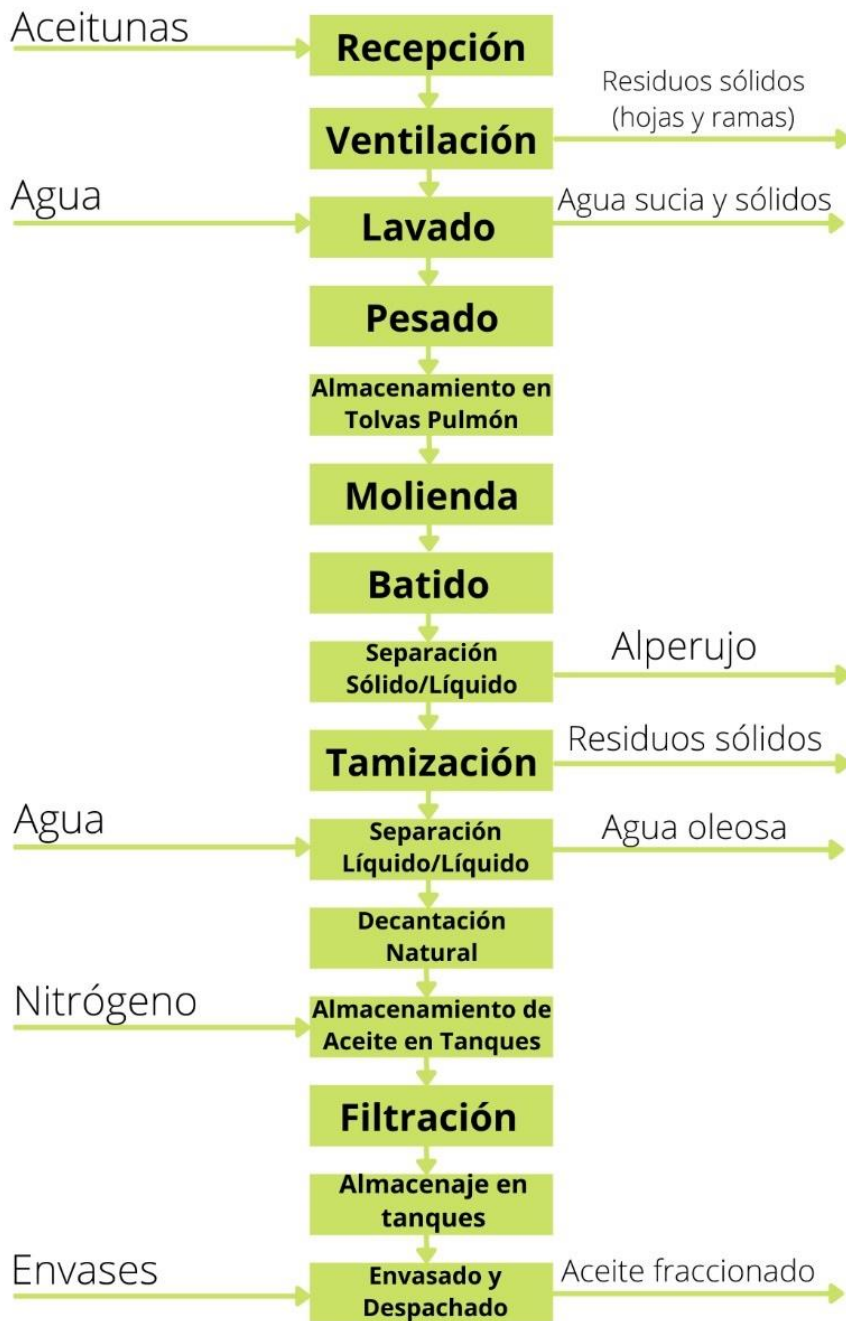 Aceitunas
Recepción
Residuos sólidos
(hojas y ramas)
Ventilación
Agua
Agua sucia y sólidos
Lavado
Pesado
Almacenamiento en
Tolvas Pulmón
Molienda
Batido
Separación
Sólido/Líquido
Alperujo
Tamización
Residuos sólidos
Agua
Separación
Líquido/Líquido
Agua oleosa
Decantación
Natural
Nitrógeno
Almacenamiento de
Aceite en Tanques
Filtración
Almacenaje en
tanques
Envases
Envasado y
Despachado
Aceite fraccionado